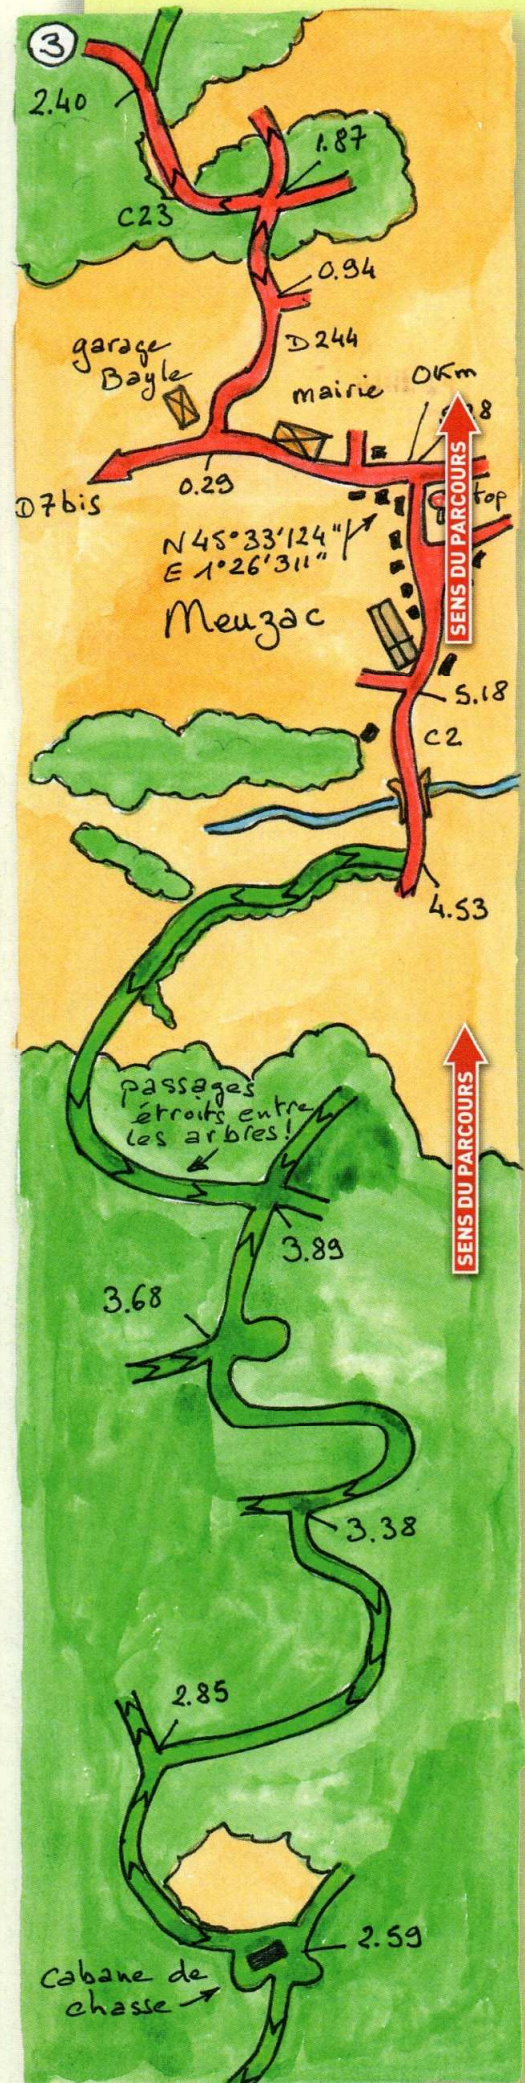 3
2.40
1.87
C23
0.94
D244
garage
Bayle
mairie
0Km
0.29
D7bis
N 45°33'124"
E 1°26'311"
Meuzac
SENS DU PARCOURS
5.18
C2
4.53
passages
étroits entre
les arbres!
SENS DU PARCOURS
3.89
3.68
3.38
2.85
2.59
cabane de
chasse